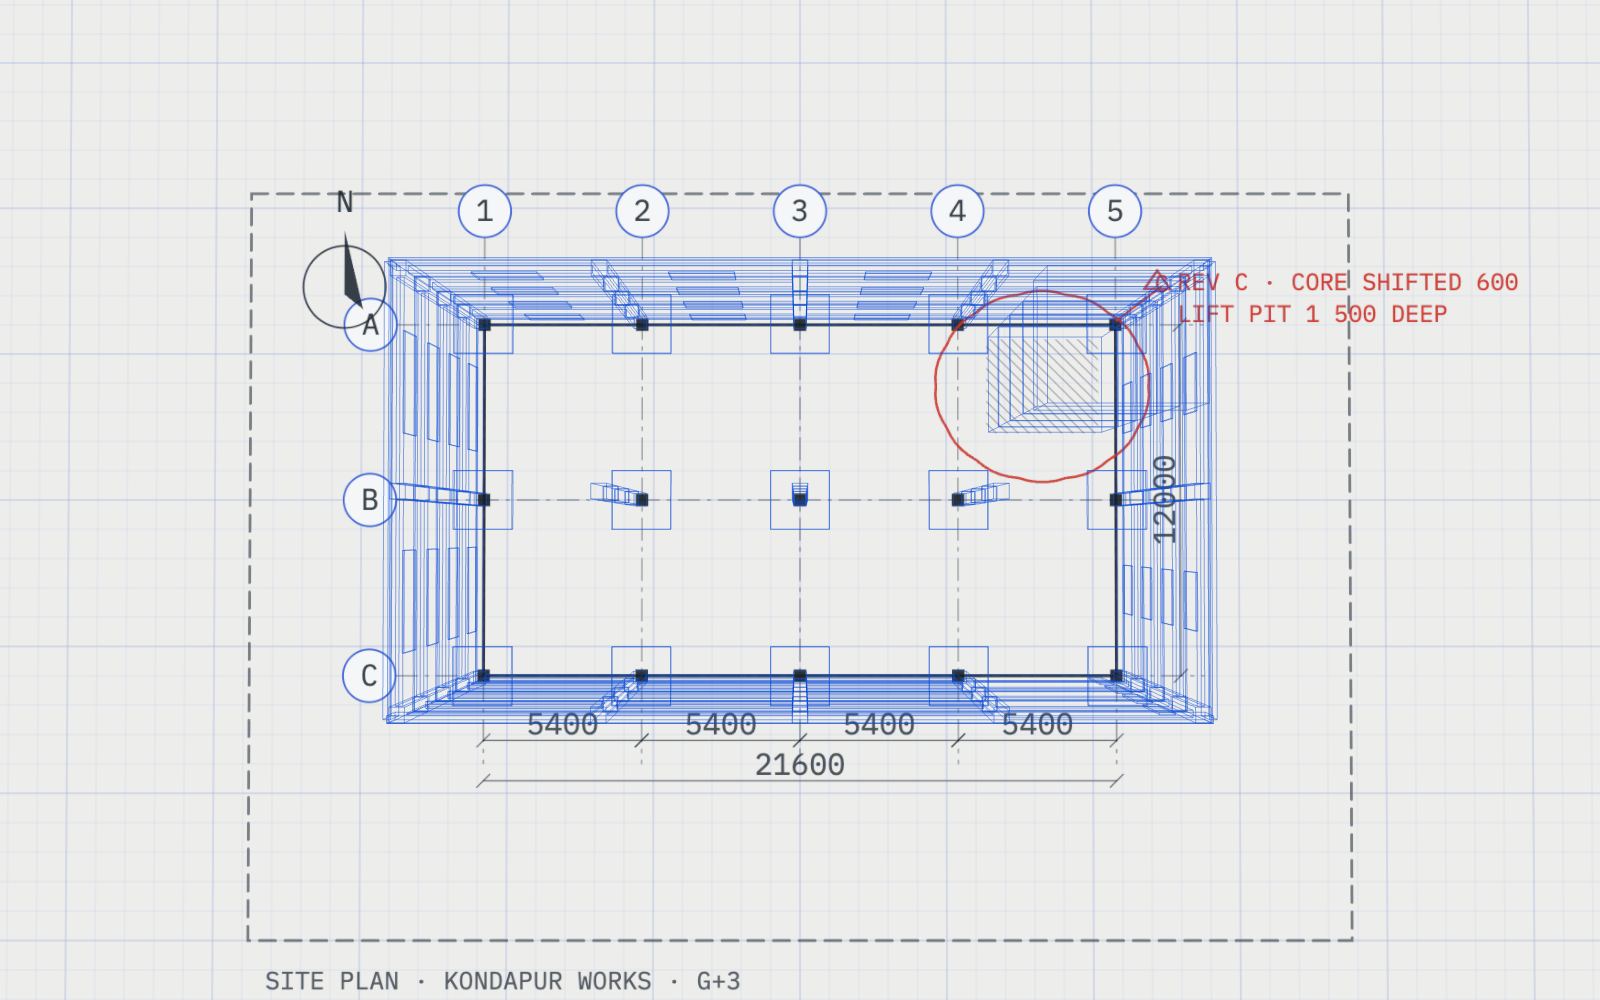 N
1 2 3 4 5
REV C · CORE SHIFTED 600
LIFT PIT 1 500 DEEP
A
B
12000
C
5400 5400 5400 5400
21600
SITE PLAN · KONDAPUR WORKS · G+3